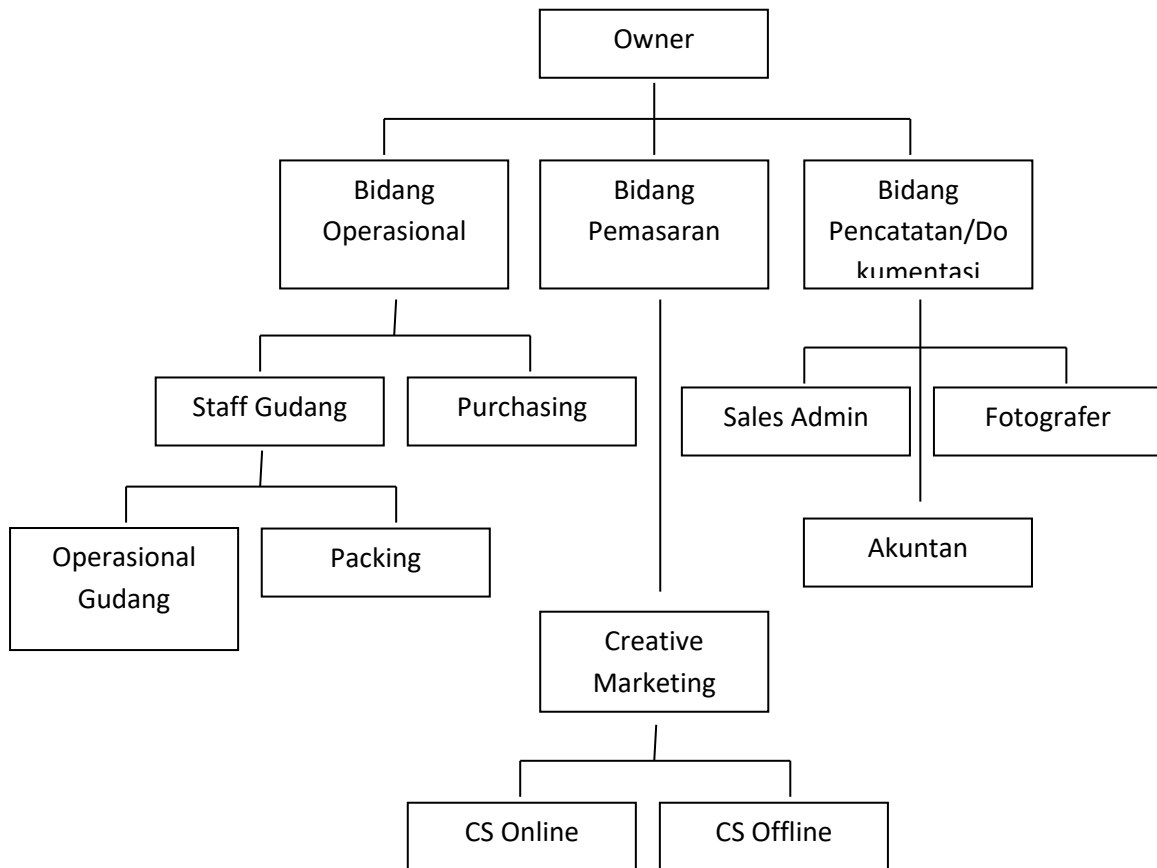 Owner
Bidang
Operasional
Bidang
Pemasaran
Bidang
Pencatatan/Do
kumentasi
Staff Gudang
Purchasing
Sales Admin
Fotografer
Operasional
Gudang
Packing
Akuntan
Creative
Marketing
CS Online
CS Offline